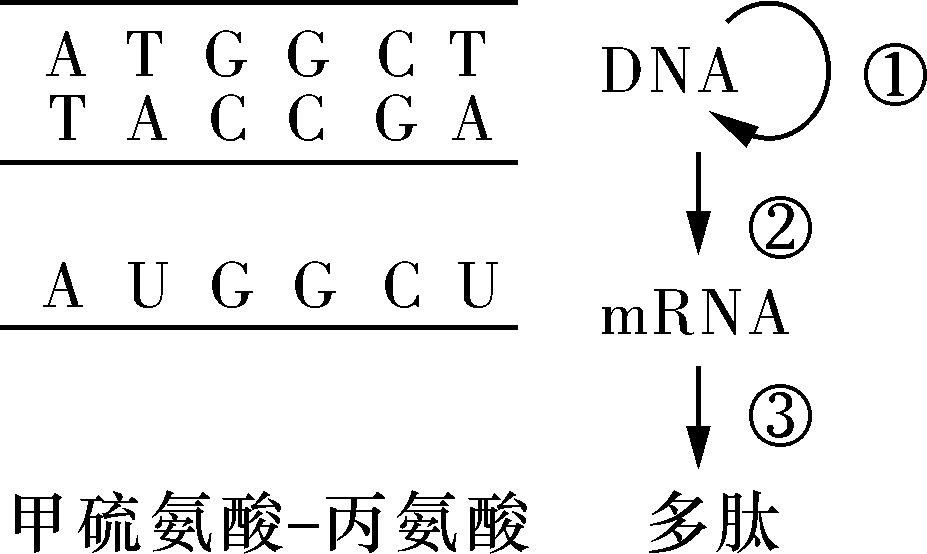 A T G G C T
T A C C G A
DNA ①
②
A U G G C U
mRNA
③
甲硫氨酸-丙氨酸 多肽